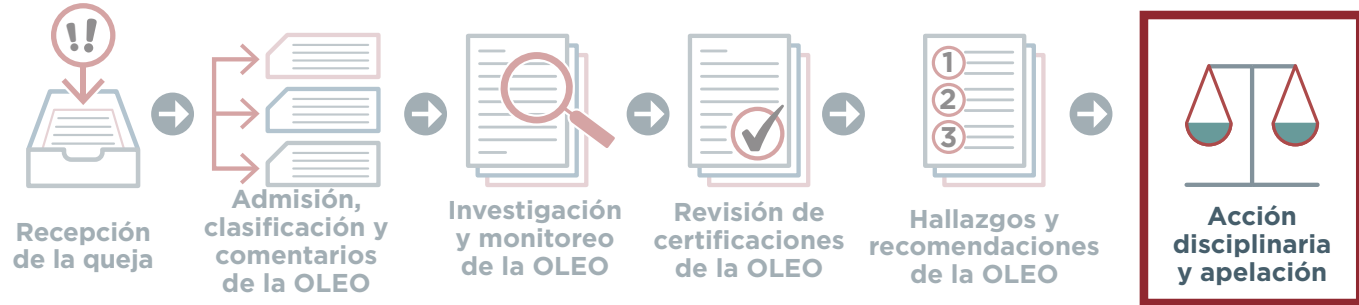 !!
Recepción
de la queja
Admisión,
clasificación y
comentarios
de la OLEO
Investigación
y monitoreo
de la OLEO
Revisión de
certificaciones
de la OLEO
1
2
3
Hallazgos y
recomendaciones
de la OLEO
Acción
disciplinaria
y apelación